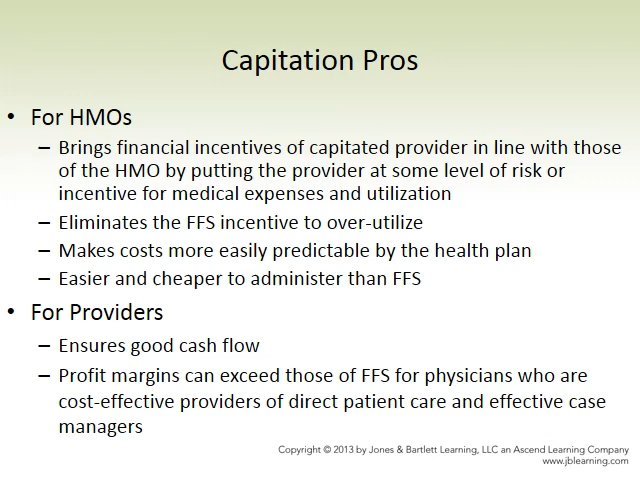 Capitation Pros
• For HMOs
– Brings financial incentives of capitated provider in line with those
of the HMO by putting the provider at some level of risk or
incentive for medical expenses and utilization
– Eliminates the FFS incentive to over-utilize
– Makes costs more easily predictable by the health plan
– Easier and cheaper to administer than FFS
• For Providers
– Ensures good cash flow
– Profit margins can exceed those of FFS for physicians who are
cost-effective providers of direct patient care and effective case
managers
Copyright © 2013 by Jones & Bartlett Learning, LLC an Ascend Learning Company
www.jblearning.com